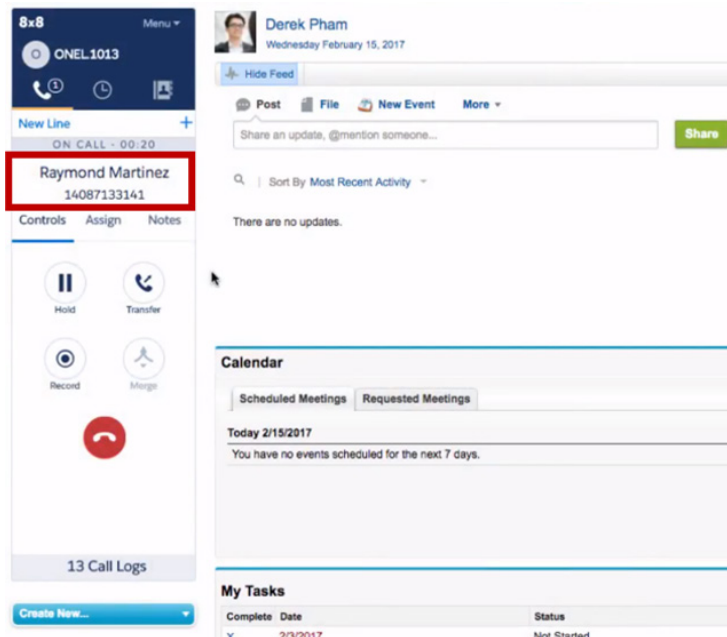 8x8 Menu
O ONEL.1013
1
New Line +
ON CALL - 00:20
Raymond Martinez
14087133141
Controls Assign Notes
Hold Transfer
Record Merge
13 Call Logs
Create New...
Derek Pham
Wednesday February 15, 2017
Hide Feed
Post File New Event More
Share an update, @mention someone... Share
Sort By Most Recent Activity
There are no updates.
Calendar
Scheduled Meetings Requested Meetings
Today 2/15/2017
You have no events scheduled for the next 7 days.
My Tasks
Complete Date Status
X 2/3/2017 Not Started